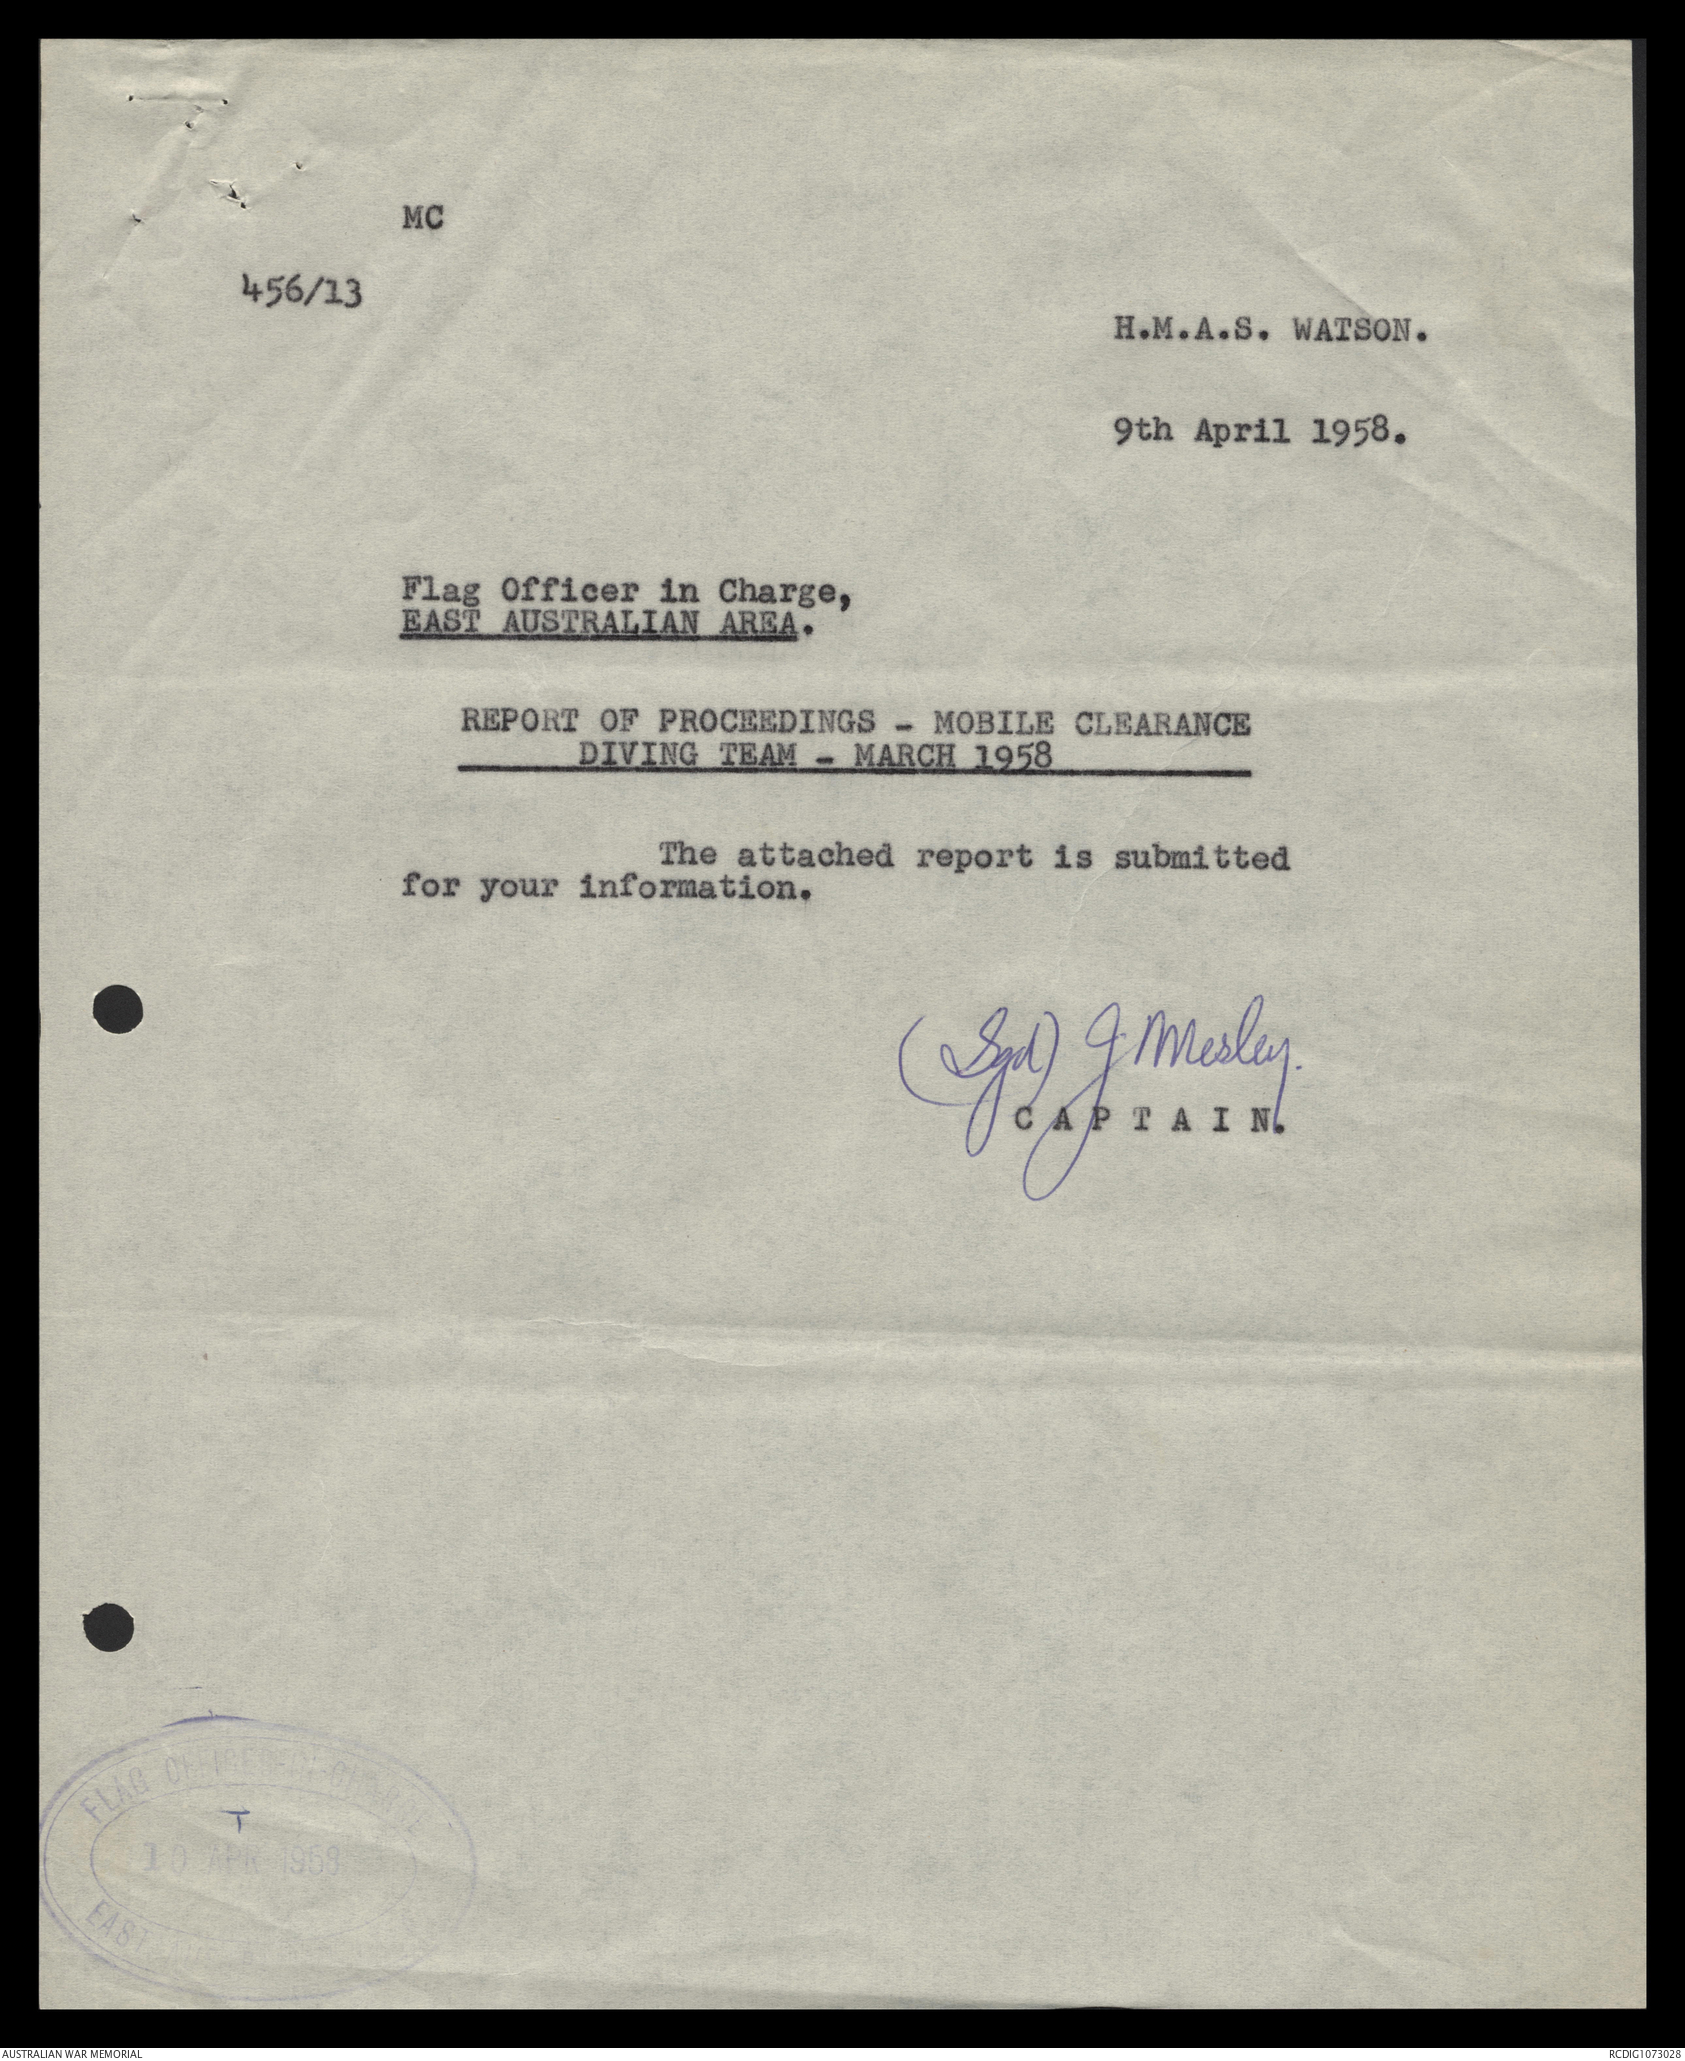 MC
456/13
H.M.A.S. WATSON.
9th April 1958.
Flag Officer in Charge,
EAST AUSTRALIAN AREA.
REPORT OF PROCEEDINGS - MOBILE CLEARANCE
DIVING TEAM - MARCH 1958
The attached report is submitted
for your information.
(Sgd) J Mesley.
CAPTAIN.
FLAG OFFICER-IN-CHARGE
10 APR 1958
EAST
AUSTRALIAN WAR MEMORIAL
RCDIG1073028